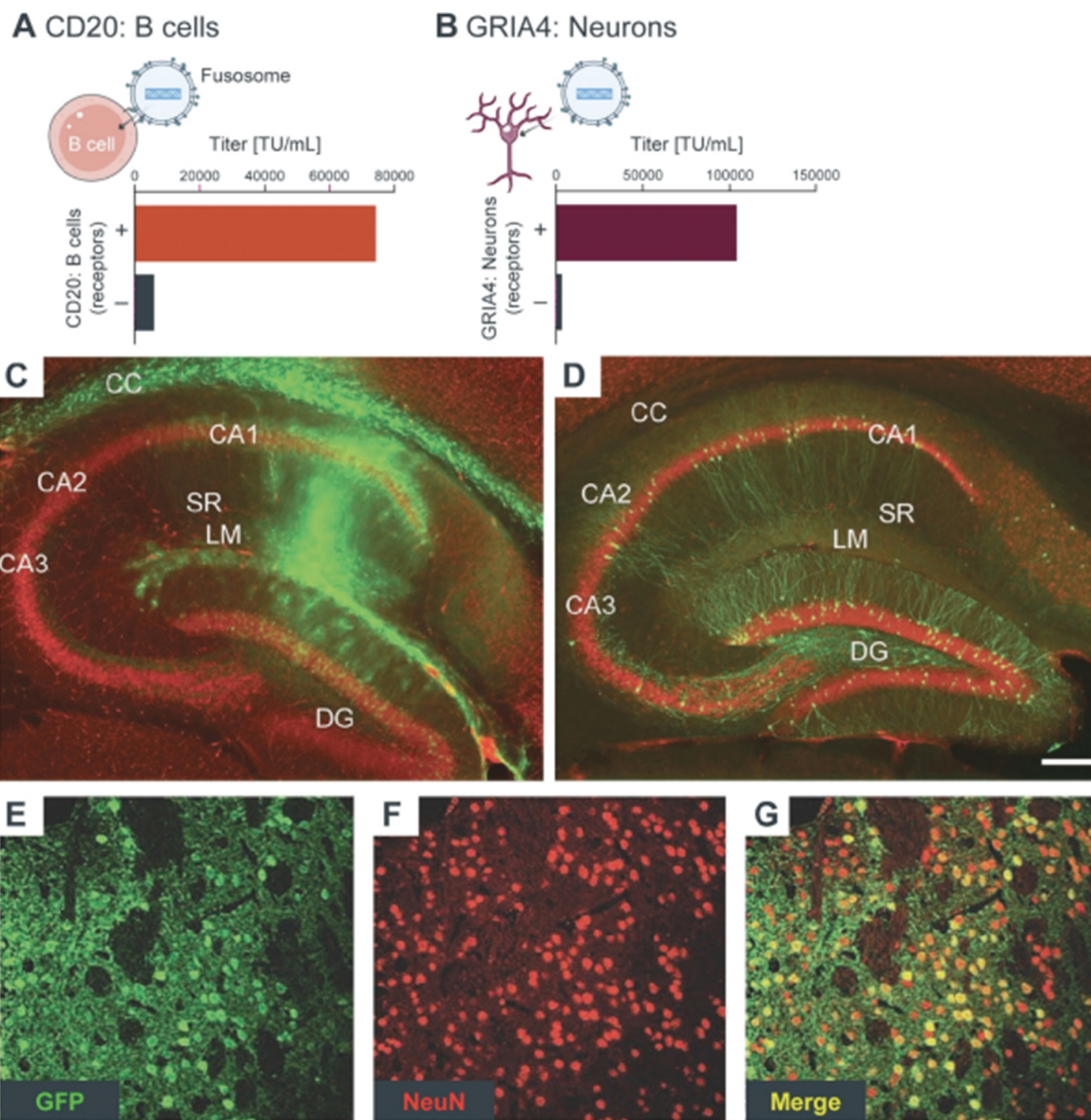 A CD20: B cells
Fusosome
B cell
Titer [TU/mL]
0 20000 40000 60000 80000
CD20: B cells
(receptors)
+
–
B GRIA4: Neurons
Titer [TU/mL]
0 50000 100000 150000
GRIA4: Neurons
(receptors)
+
–
C
CC
CA1
CA2
SR
LM
CA3
DG
D
CC
CA1
CA2
SR
LM
CA3
DG
E
GFP
F
NeuN
G
Merge